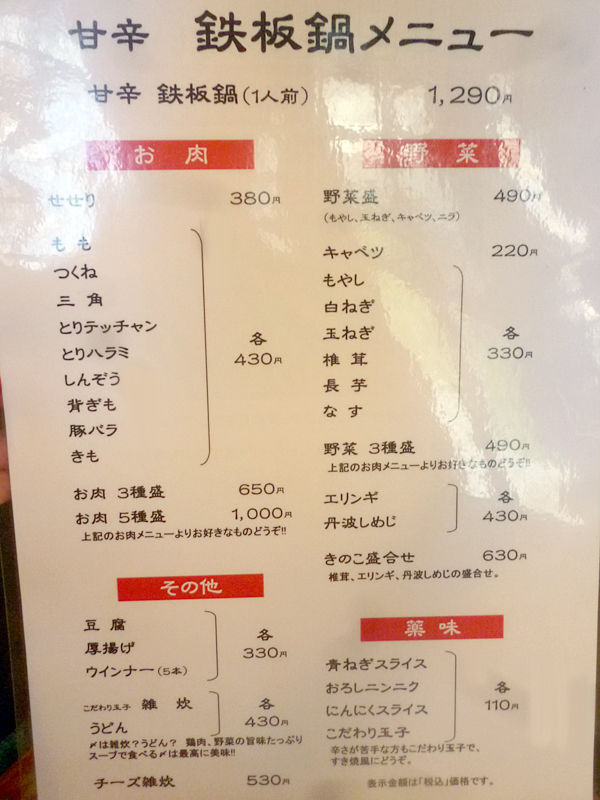 甘辛 鉄板鍋メニュー
甘辛 鉄板鍋(1人前) 1,290円
お肉
せせり 380円
もも
つくね
三角
とりテッチャン
とりハラミ
しんぞう
背ぎも
豚バラ
きも
各430円
お肉 3種盛 650円
お肉 5種盛 1,000円
上記のお肉メニューよりお好きなものどうぞ!!
その他
豆腐
厚揚げ
ウインナー(5本)
各330円
こだわり玉子 雑炊
うどん
各430円
〆は雑炊?うどん? 鶏肉、野菜の旨味たっぷり
スープで食べる〆は最高に美味!!
チーズ雑炊 530円
野菜
野菜盛 490円
(もやし、玉ねぎ、キャベツ、ニラ)
キャベツ 220円
もやし
白ねぎ
玉ねぎ
椎茸
長芋
なす
各330円
野菜 3種盛 490円
上記のお肉メニューよりお好きなものどうぞ!!
エリンギ
丹波しめじ
各430円
きのこ盛合せ 630円
椎茸、エリンギ、丹波しめじの盛合せ。
薬味
青ねぎスライス
おろしニンニク
にんにくスライス
こだわり玉子
各110円
辛さが苦手な方もこだわり玉子で、
すき焼風にどうぞ。
表示金額は「税込」価格です。